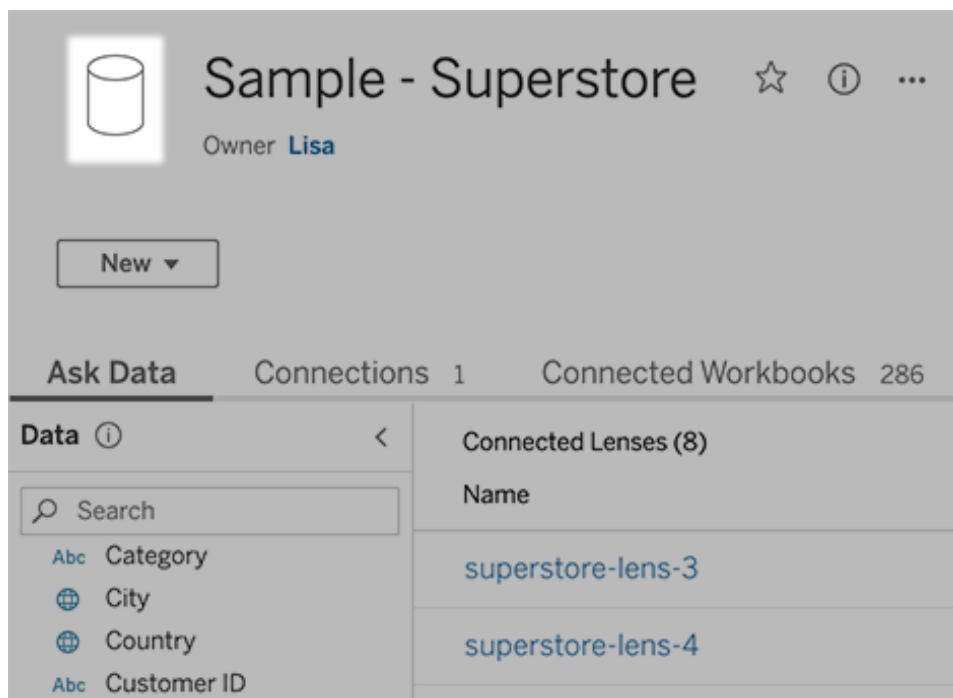 Sample - Superstore
Owner Lisa
New
Ask Data Connections 1 Connected Workbooks 286
Data
Search
Abc Category
City
Country
Abc Customer ID
Connected Lenses (8)
Name
superstore-lens-3
superstore-lens-4